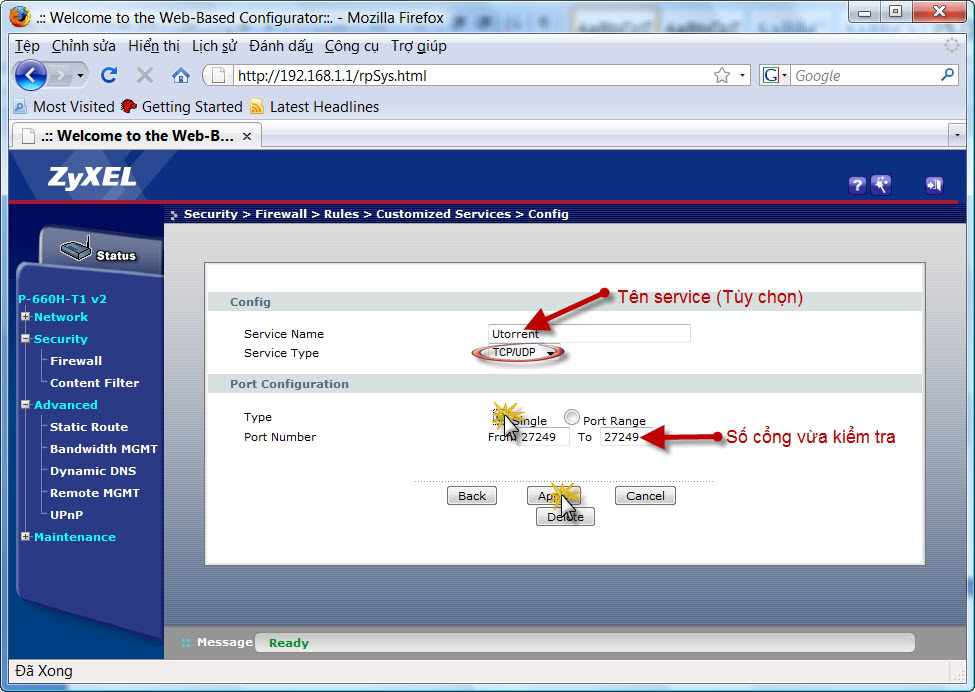 .:: Welcome to the Web-Based Configurator::. - Mozilla Firefox
Tệp Chỉnh sửa Hiển thị Lịch sử Đánh dấu Công cụ Trợ giúp
http://192.168.1.1/rpSys.html
G Google
Most Visited Getting Started Latest Headlines
.:: Welcome to the Web-B...
ZyXEL
Security > Firewall > Rules > Customized Services > Config
Status
P-660H-T1 v2
Network
Security
Firewall
Content Filter
Advanced
Static Route
Bandwidth MGMT
Dynamic DNS
Remote MGMT
UPnP
Maintenance
Config
Tên service (Tùy chọn)
Service Name Utorrent
Service Type TCP/UDP
Port Configuration
Type Single Port Range
Port Number From 27249 To 27249
Số cổng vừa kiểm tra
Back Apply Cancel
Delete
Message Ready
Đã Xong